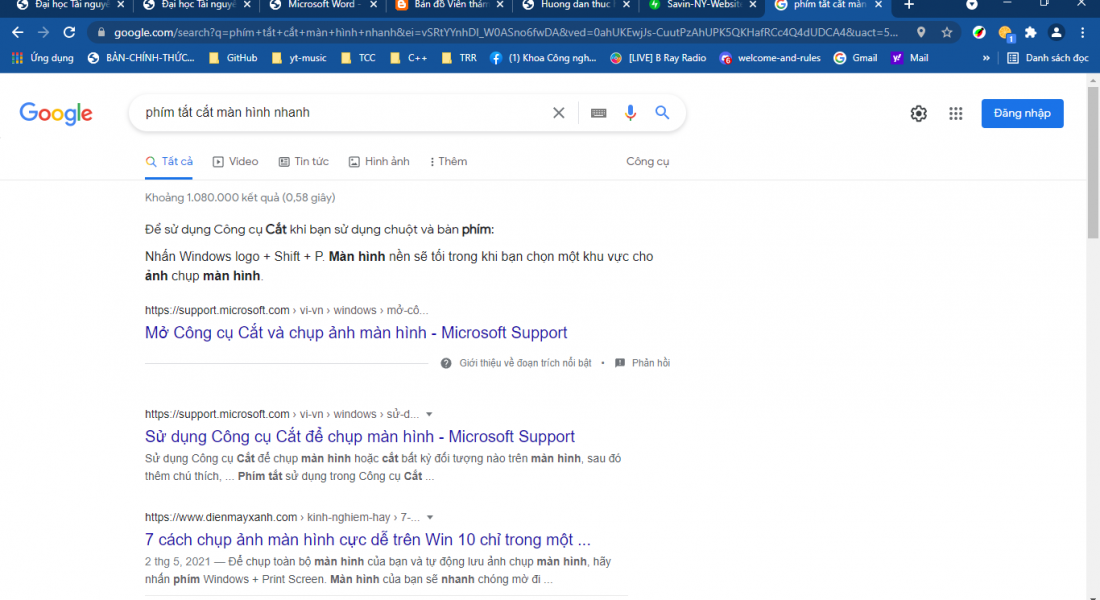 Đại học Tài nguyê
Đại học Tài nguyê
Microsoft Word -
Bản đồ Viễn thám
Huong dan thuc
Savin-NY-Website
phím tắt cắt màn
google.com/search?q=phím+tắt+cắt+màn+hình+nhanh&ei=vSRtYYnhDI_W0ASno6fwDA&ved=0ahUKEwjJs-CuutPzAhUPK5QKHafRCc4Q4dUDCA4&uact=5...
Ứng dụng
BẢN-CHÍNH-THỨC...
GitHub
yt-music
TCC
C++
TRR
(1) Khoa Công ngh...
[LIVE] B Ray Radio
welcome-and-rules
Gmail
Mail
»
Danh sách đọc
Google
phím tắt cắt màn hình nhanh
Đăng nhập
Tất cả
Video
Tin tức
Hình ảnh
Thêm
Công cụ
Khoảng 1.080.000 kết quả (0,58 giây)
Để sử dụng Công cụ Cắt khi bạn sử dụng chuột và bàn phím:
Nhấn Windows logo + Shift + P. Màn hình nền sẽ tối trong khi bạn chọn một khu vực cho
ảnh chụp màn hình.
https://support.microsoft.com › vi-vn › windows › mở-cô...
Mở Công cụ Cắt và chụp ảnh màn hình - Microsoft Support
Giới thiệu về đoạn trích nổi bật • Phản hồi
https://support.microsoft.com › vi-vn › windows › sử-d...
Sử dụng Công cụ Cắt để chụp màn hình - Microsoft Support
Sử dụng Công cụ Cắt để chụp màn hình hoặc cắt bất kỳ đối tượng nào trên màn hình, sau đó
thêm chú thích, ... Phím tắt sử dụng trong Công cụ Cắt ...
https://www.dienmayxanh.com › kinh-nghiem-hay › 7-...
7 cách chụp ảnh màn hình cực dễ trên Win 10 chỉ trong một ...
2 thg 5, 2021 — Để chụp toàn bộ màn hình của bạn và tự động lưu ảnh chụp màn hình, hãy
nhấn phím Windows + Print Screen. Màn hình của bạn sẽ nhanh chóng mờ đi ...